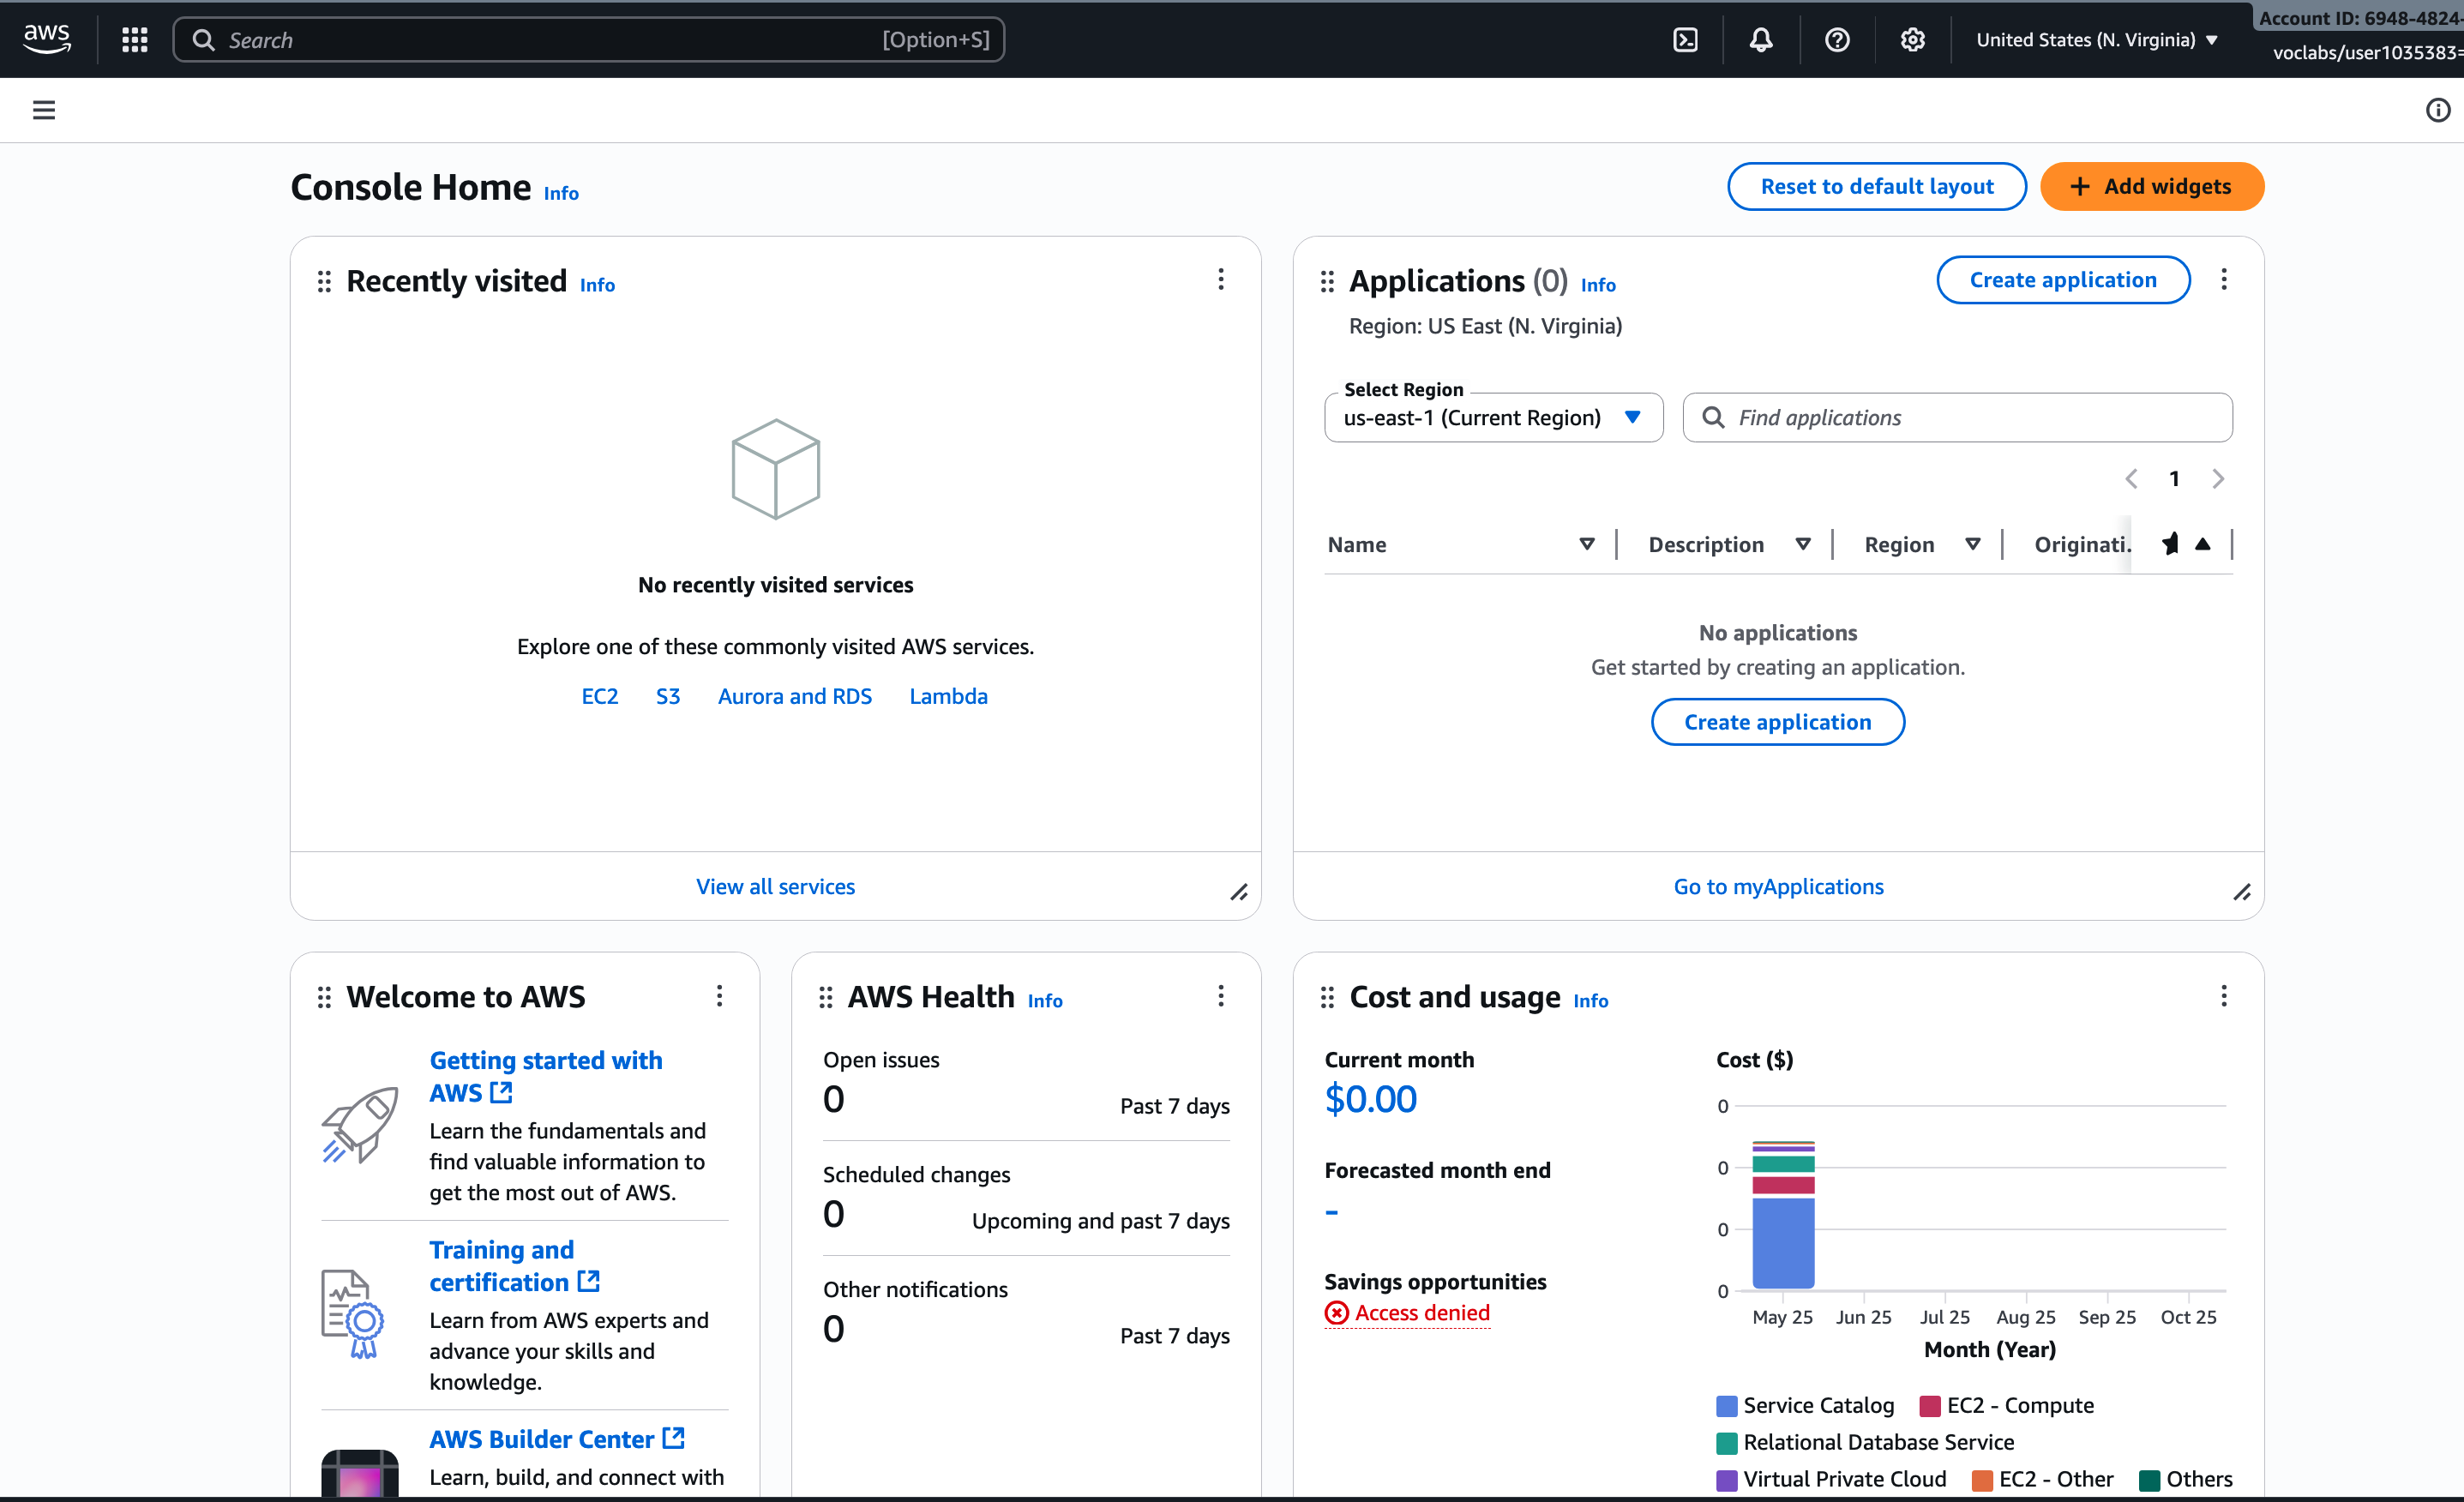 aws
Search
[Option+S]
United States (N. Virginia)
Account ID: 6948-4824-
voclabs/user1035383=
Console Home Info
Reset to default layout
Add widgets
Recently visited Info
No recently visited services
Explore one of these commonly visited AWS services.
EC2 S3 Aurora and RDS Lambda
View all services
Applications (0) Info
Create application
Region: US East (N. Virginia)
Select Region
us-east-1 (Current Region)
Find applications
1
Name Description Region Originati.
No applications
Get started by creating an application.
Create application
Go to myApplications
Welcome to AWS
Getting started with
AWS
Learn the fundamentals and
find valuable information to
get the most out of AWS.
Training and
certification
Learn from AWS experts and
advance your skills and
knowledge.
AWS Builder Center
Learn, build, and connect with
AWS Health Info
Open issues
0
Past 7 days
Scheduled changes
0
Upcoming and past 7 days
Other notifications
0
Past 7 days
Cost and usage Info
Current month
$0.00
Forecasted month end
-
Savings opportunities
Access denied
Cost ($)
0
0
0
0
May 25 Jun 25 Jul 25 Aug 25 Sep 25 Oct 25
Month (Year)
Service Catalog EC2 - Compute
Relational Database Service
Virtual Private Cloud EC2 - Other Others